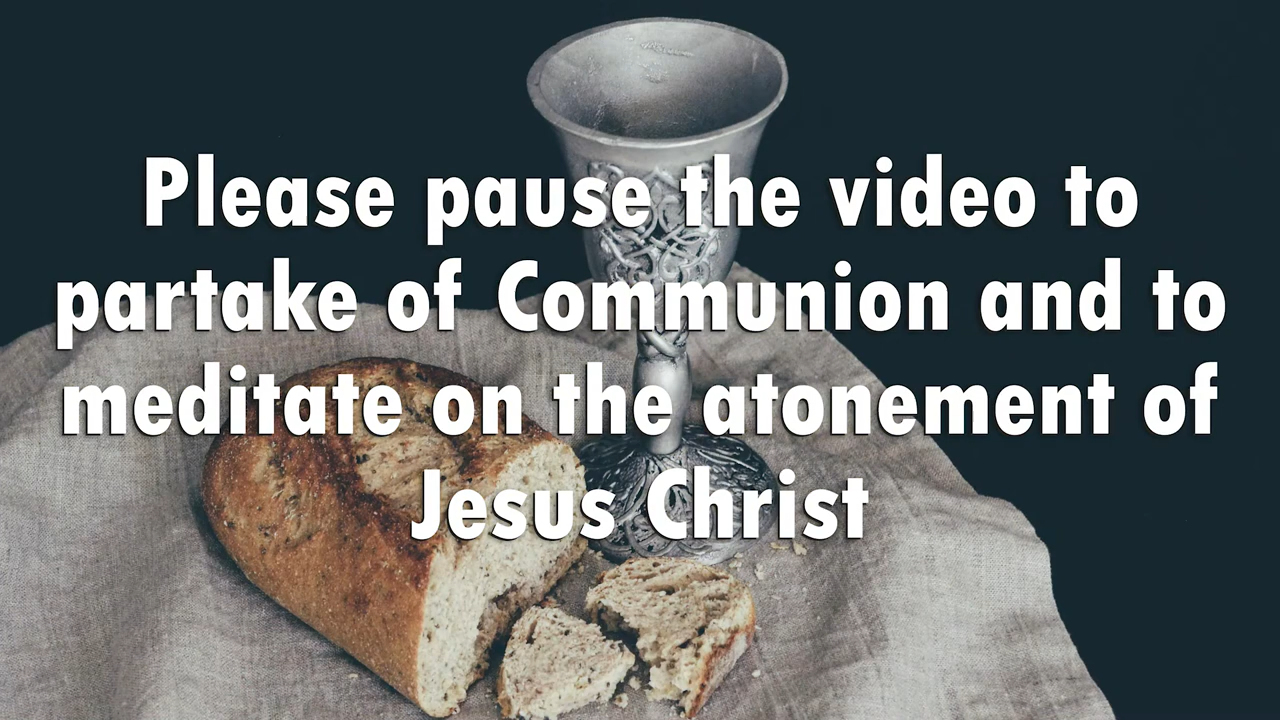 Please pause the video to
partake of Communion and to
meditate on the atonement of
Jesus Christ